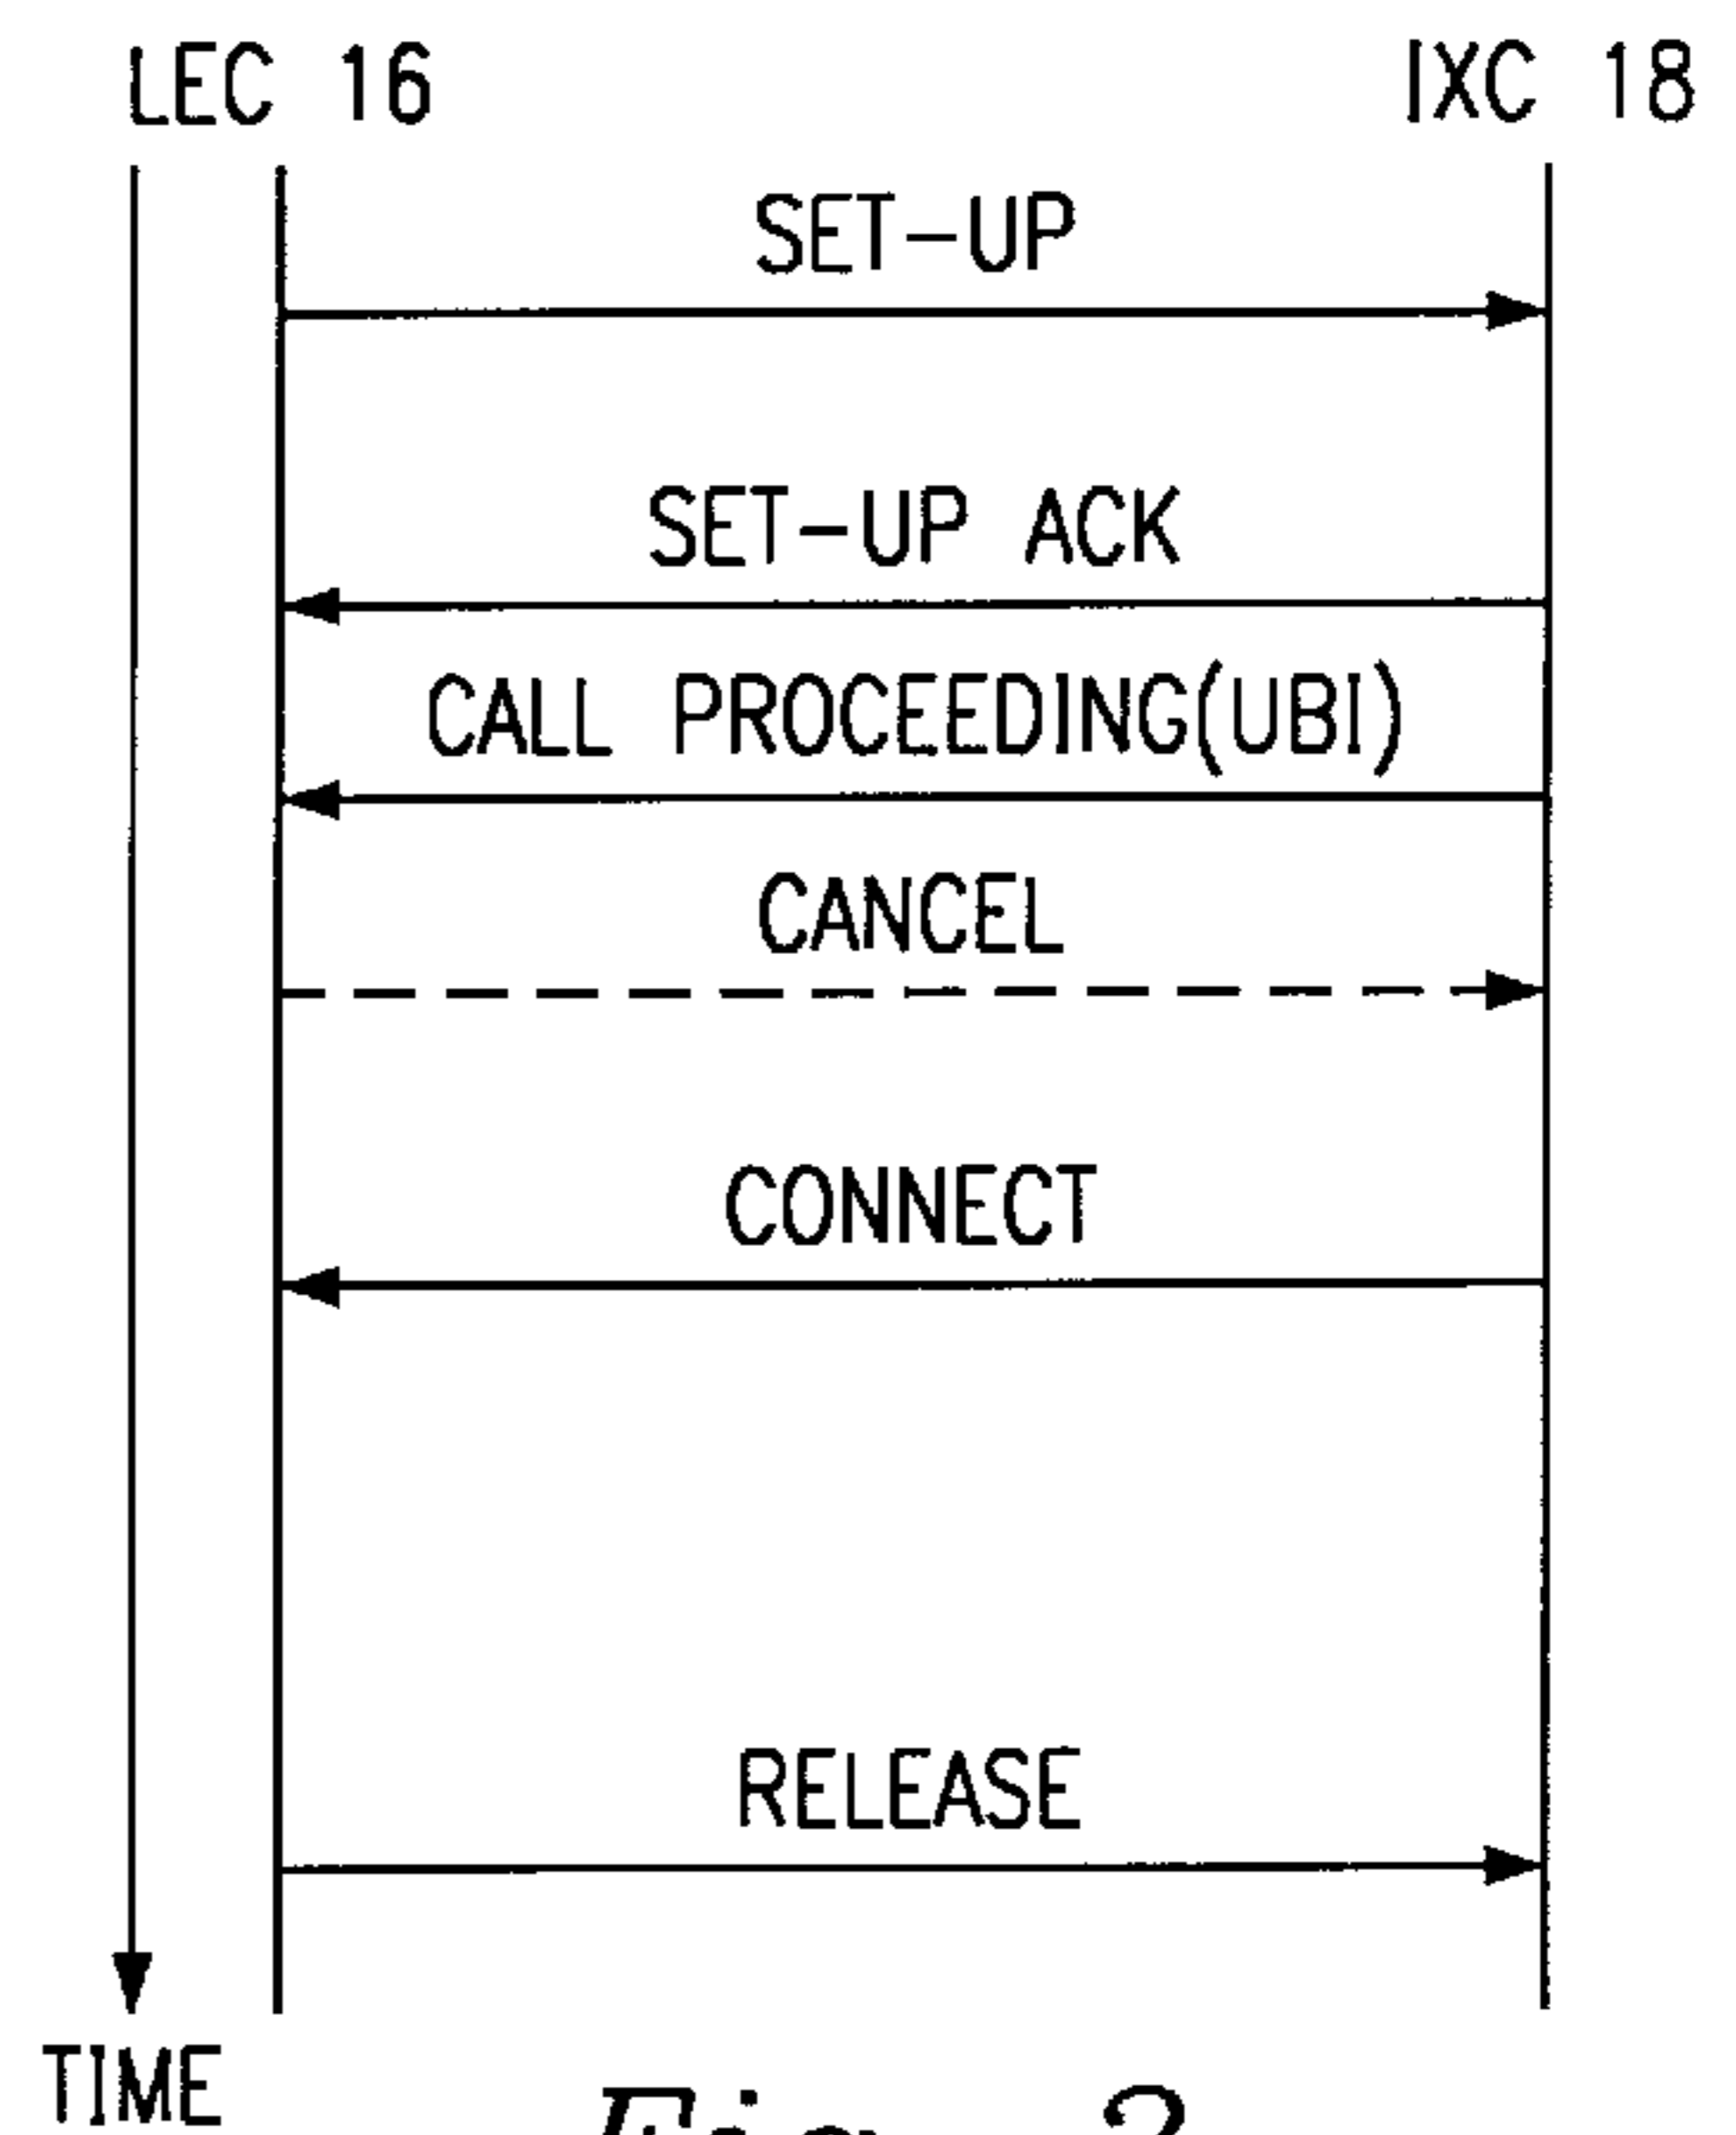 LEC 16 IXC 18
SET-UP
SET-UP ACK
CALL PROCEEDING(UBI)
CANCEL
CONNECT
RELEASE
TIME